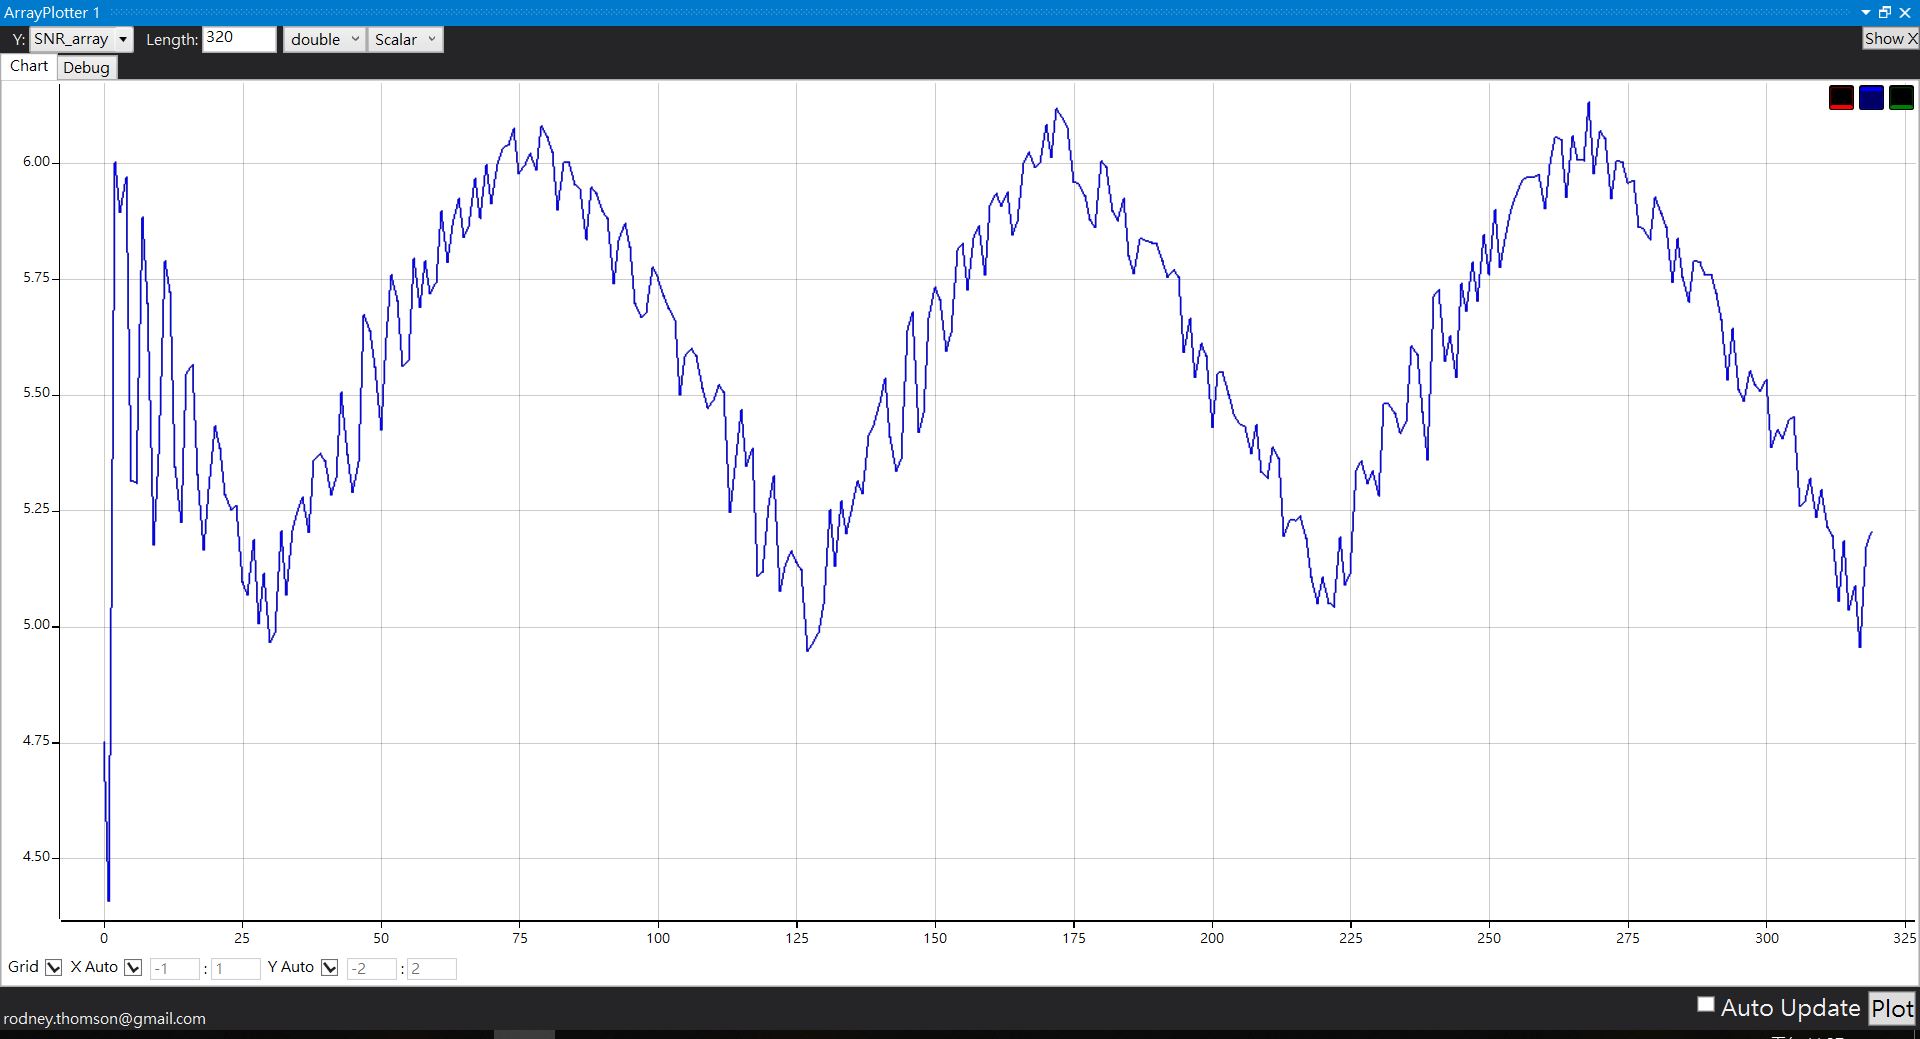 ArrayPlotter 1
Y: SNR_array Length: 320 double Scalar Show X
Chart Debug
6.00
5.75
5.50
5.25
5.00
4.75
4.50
0 25 50 75 100 125 150 175 200 225 250 275 300 325
Grid X Auto -1 : 1 Y Auto -2 : 2
Auto Update Plot
rodney.thomson@gmail.com